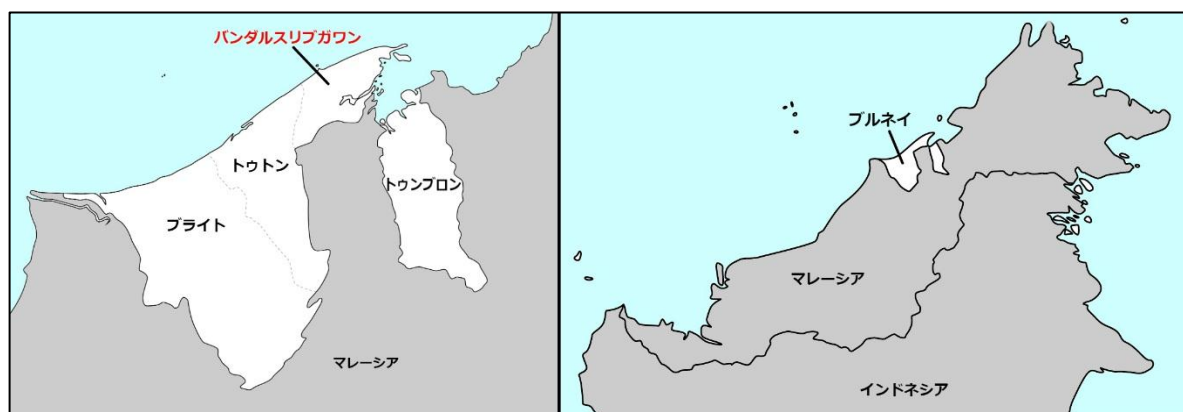 バンダルスリブガワン
トゥトン
トゥンブロン
ブライト
マレーシア
ブルネイ
マレーシア
インドネシア